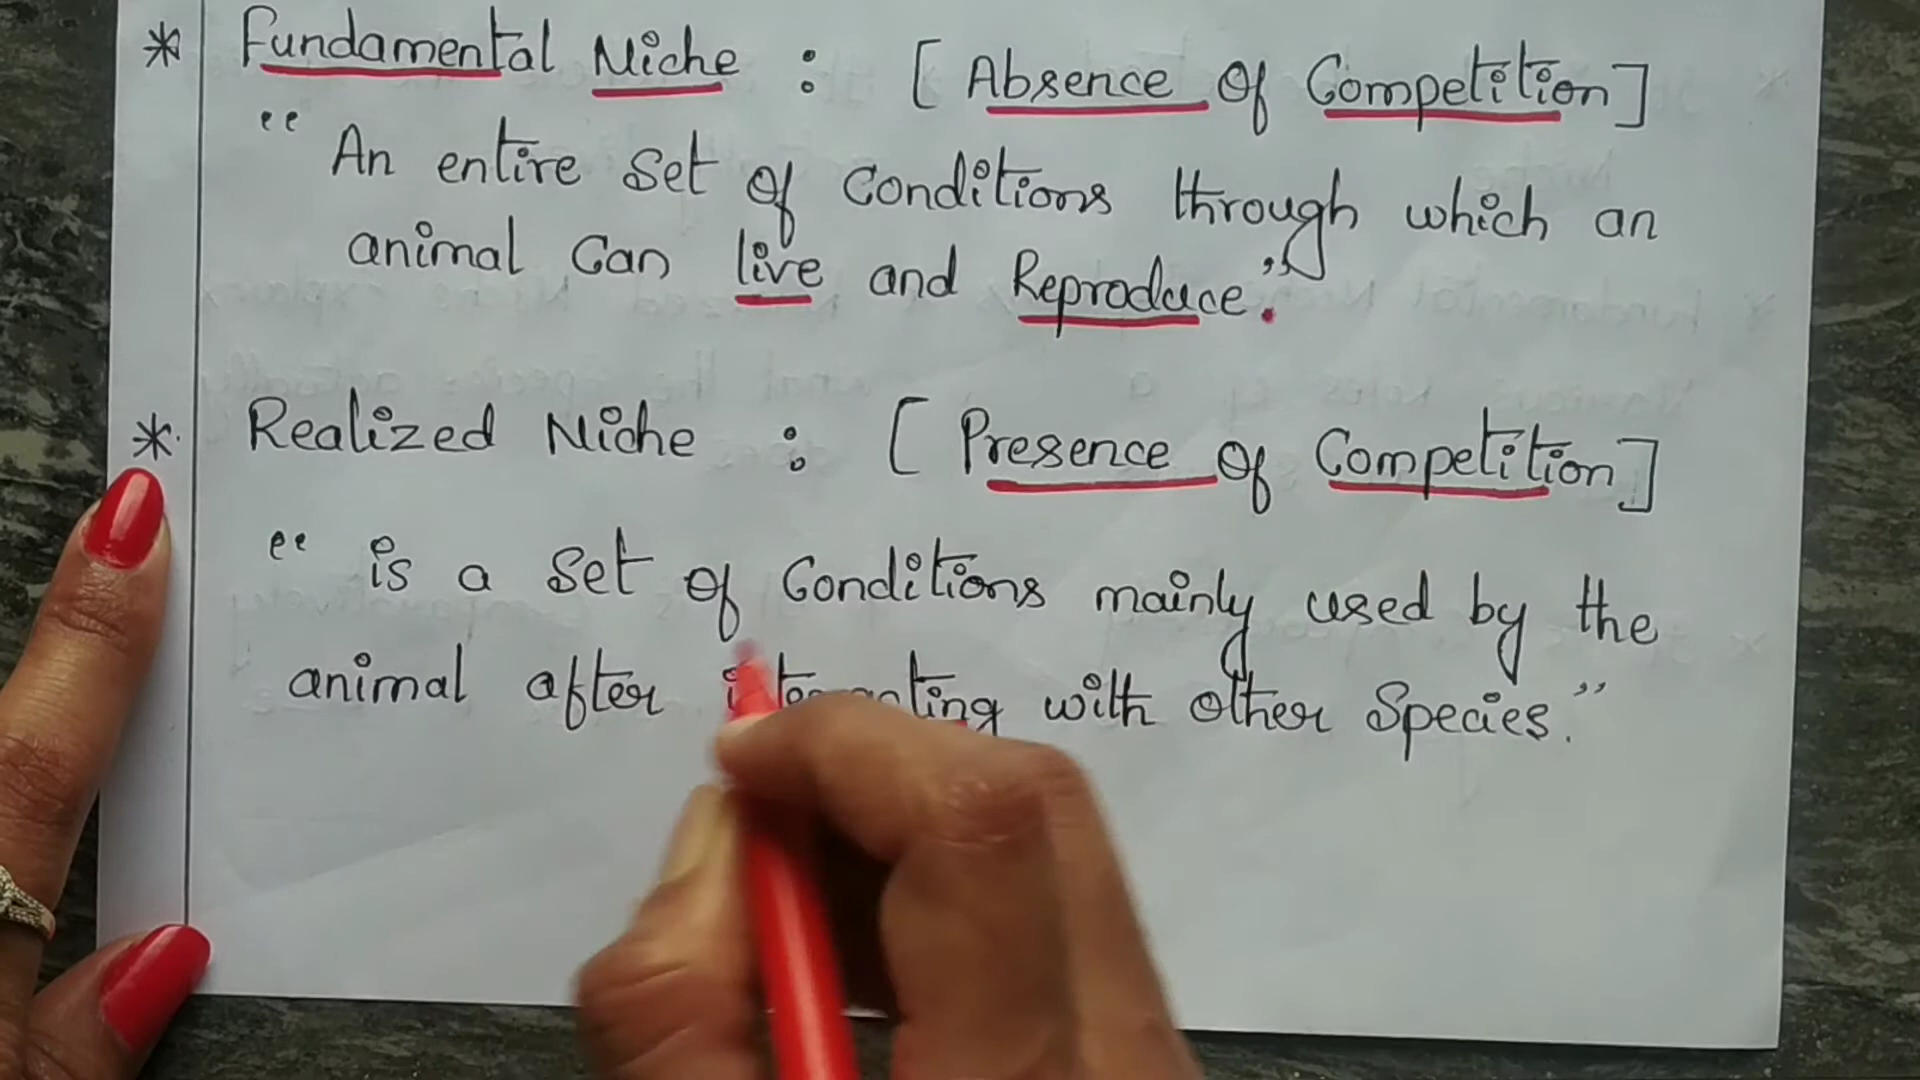 * Fundamental Niche : [ Absence of Competition ]
“ An entire set of conditions through which an
animal can live and Reproduce.”
* Realized Niche : [ Presence of Competition ]
“ is a set of Conditions mainly used by the
animal after with other Species.”